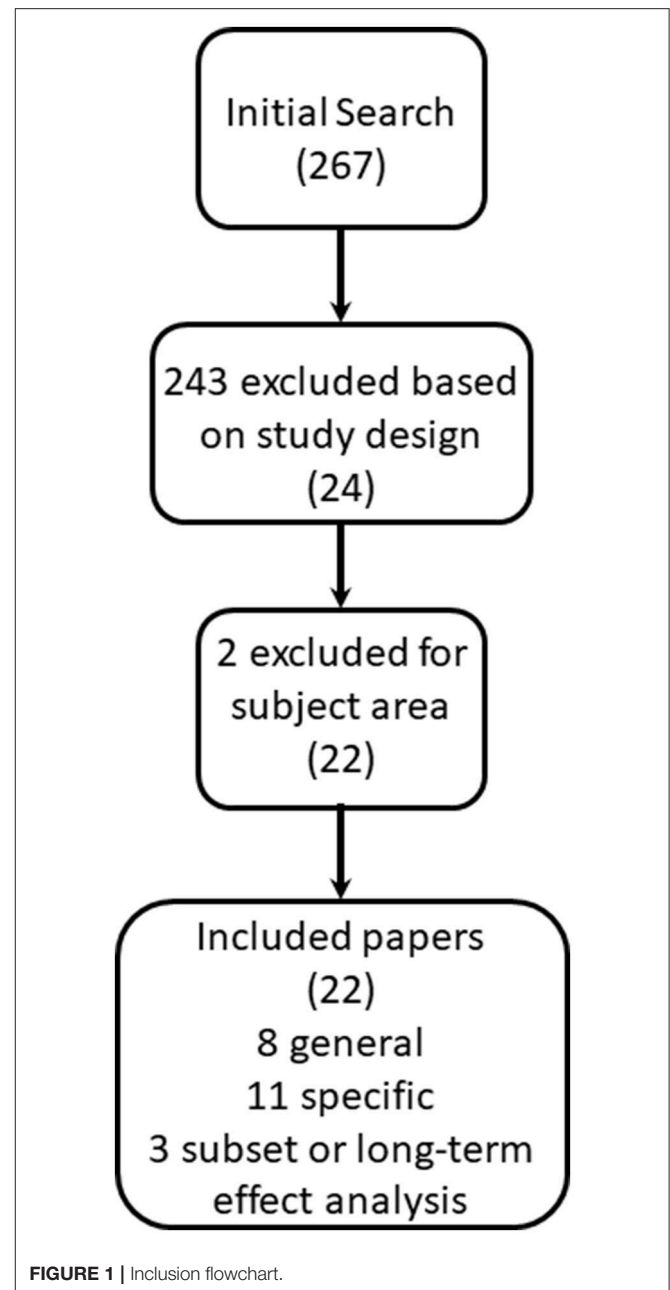 Initial Search
(267)
243 excluded based
on study design
(24)
2 excluded for
subject area
(22)
Included papers
(22)
8 general
11 specific
3 subset or long-term
effect analysis
FIGURE 1 | Inclusion flowchart.